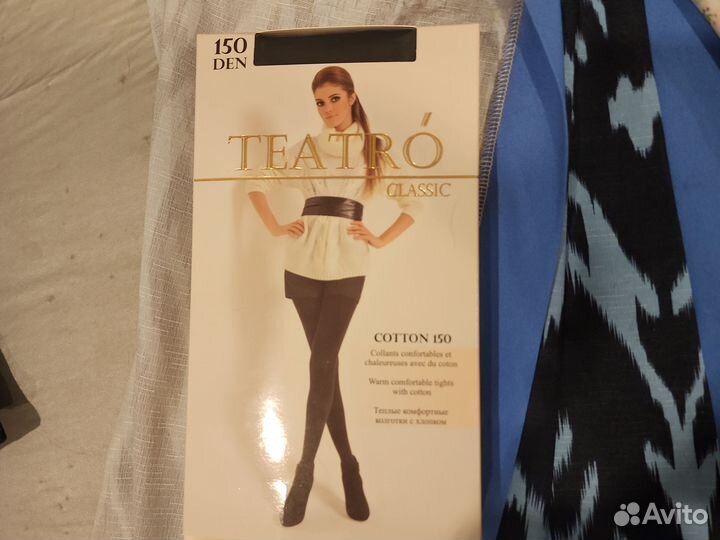 150
DEN
TEATRÓ
CLASSIC
COTTON 150
Collants confortables et
chaleureuses avec du coton
Warm comfortable tights
with cotton
Теплые комфортные
колготки с хлопком
Avito